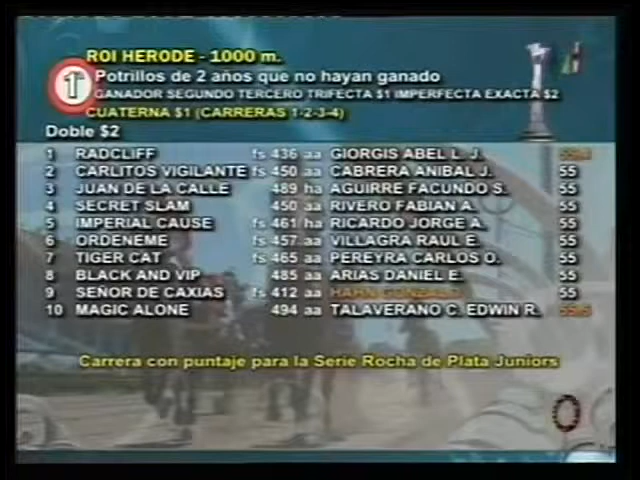 ROI HERODE - 1000 m.
1ª Potrillos de 2 años que no hayan ganado
GANADOR SEGUNDO TERCERO TRIFECTA $1 IMPERFECTA EXACTA $2
CUATERNA $1 (CARRERAS 1-2-3-4)
Doble $2
1 RADCLIFF fs 436 aa GIORGIS ABEL L. J.
2 CARLITOS VIGILANTE fs 450 aa CABRERA ANIBAL J. 55
3 JUAN DE LA CALLE 489 ha AGUIRRE FACUNDO S. 55
4 SECRET SLAM 450 aa RIVERO FABIAN A. 55
5 IMPERIAL CAUSE fs 461 ha RICARDO JORGE A. 55
6 ORDENEME fs 457 aa VILLAGRA RAUL E. 55
7 TIGER CAT fs 465 aa PEREYRA CARLOS O. 55
8 BLACK AND VIP 485 aa ARIAS DANIEL E. 55
9 SEÑOR DE CAXIAS fs 412 aa HAHN 55
10 MAGIC ALONE 494 aa TALAVERANO C. EDWIN R.
Carrera con puntaje para la Serie Rocha de Plata Juniors